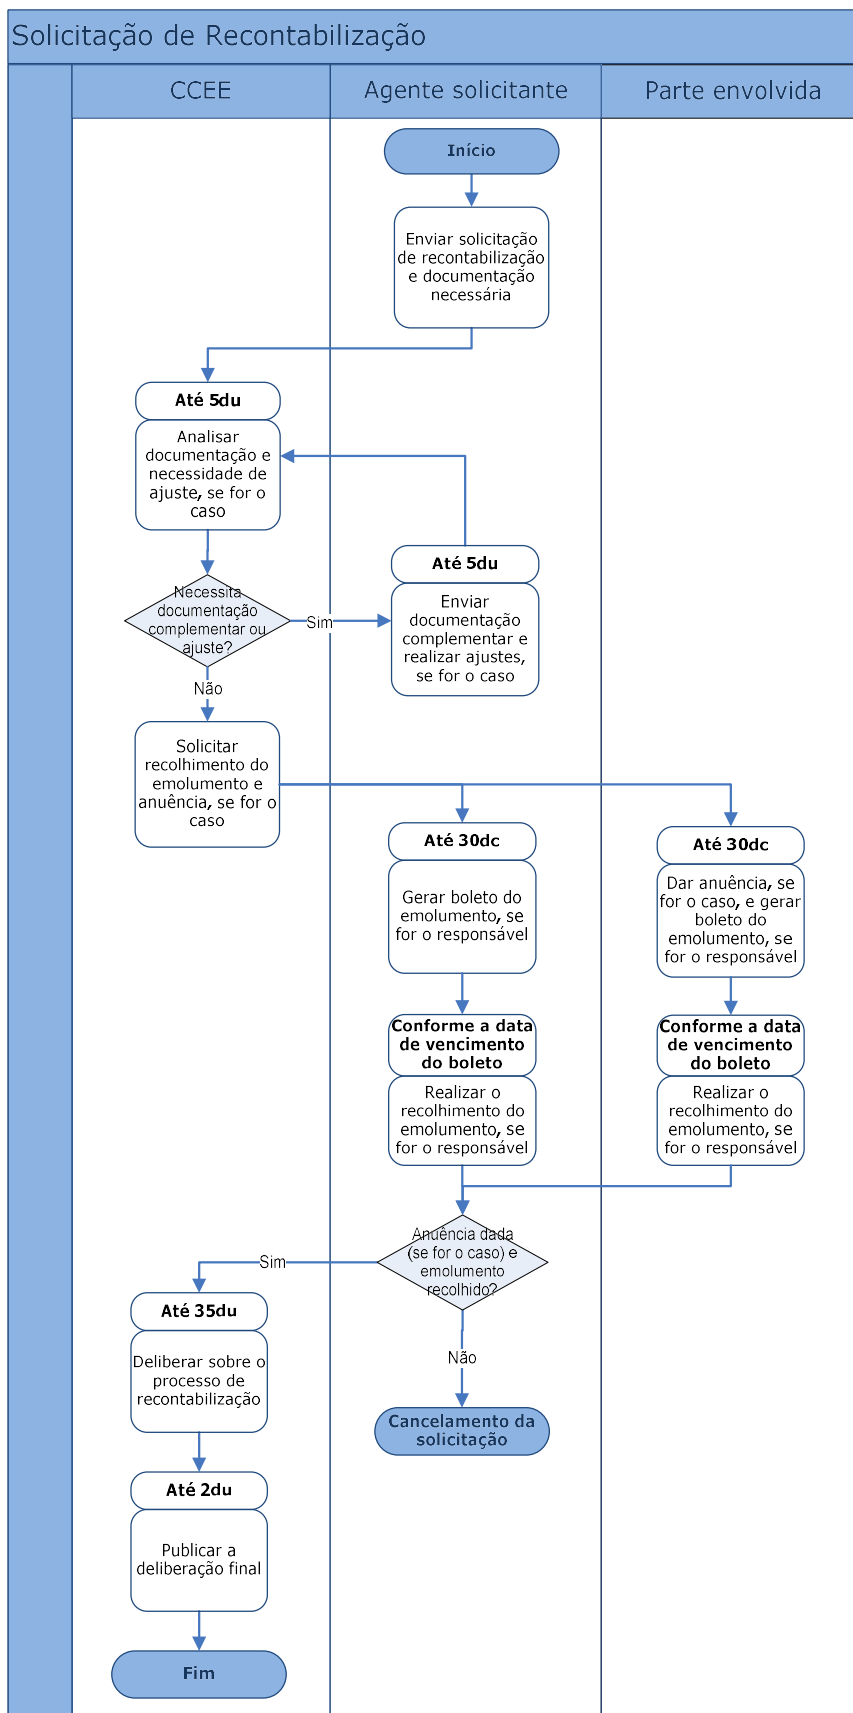 Solicitação de Recontabilização
CCEE
Agente solicitante
Parte envolvida
Início
Enviar solicitação
de recontabilização
e documentação
necessária
Até 5du
Analisar
documentação e
necessidade de
ajuste, se for o
caso
Até 5du
Enviar
documentação
complementar e
realizar ajustes,
se for o caso
Necessita
documentação
complementar ou
ajuste?
Sim
Não
Solicitar
recolhimento do
emolumento e
anuência, se for o
caso
Até 30dc
Gerar boleto do
emolumento, se
for o responsável
Até 30dc
Dar anuência, se
for o caso, e gerar
boleto do
emolumento, se
for o responsável
Conforme a data
de vencimento
do boleto
Realizar o
recolhimento do
emolumento, se
for o responsável
Conforme a data
de vencimento
do boleto
Realizar o
recolhimento do
emolumento, se
for o responsável
Anuência dada
(se for o caso) e
emolumento
recolhido?
Sim
Não
Até 35du
Deliberar sobre o
processo de
recontabilização
Cancelamento da
solicitação
Até 2du
Publicar a
deliberação final
Fim